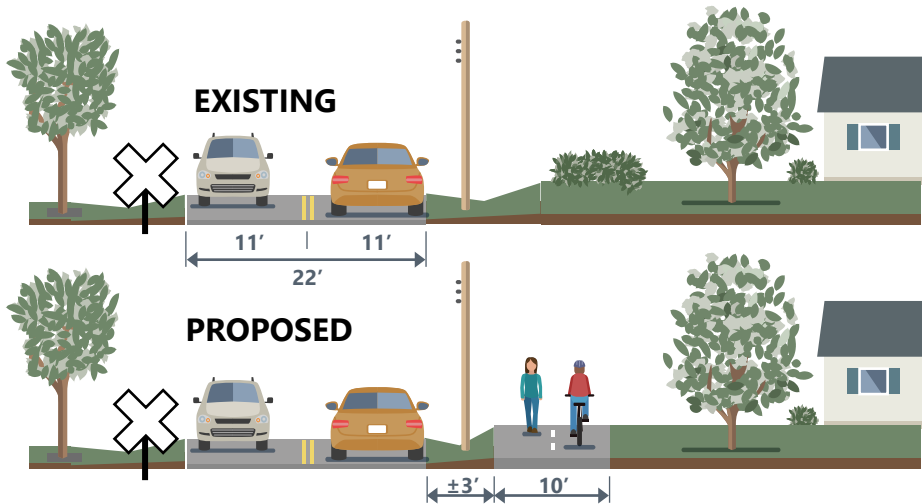 EXISTING
11’ 11’
22’
PROPOSED
±3’ 10’